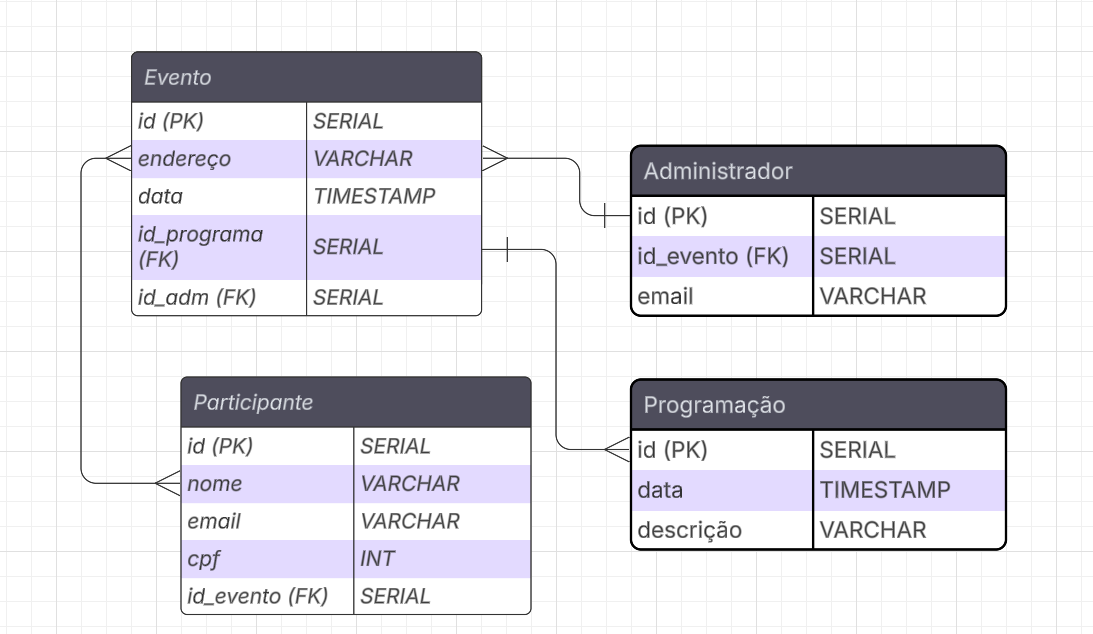 Evento
id (PK) SERIAL
endereço VARCHAR
data TIMESTAMP
id_programa
(FK) SERIAL
id_adm (FK) SERIAL
Administrador
id (PK) SERIAL
id_evento (FK) SERIAL
email VARCHAR
Participante
id (PK) SERIAL
nome VARCHAR
email VARCHAR
cpf INT
id_evento (FK) SERIAL
Programação
id (PK) SERIAL
data TIMESTAMP
descrição VARCHAR